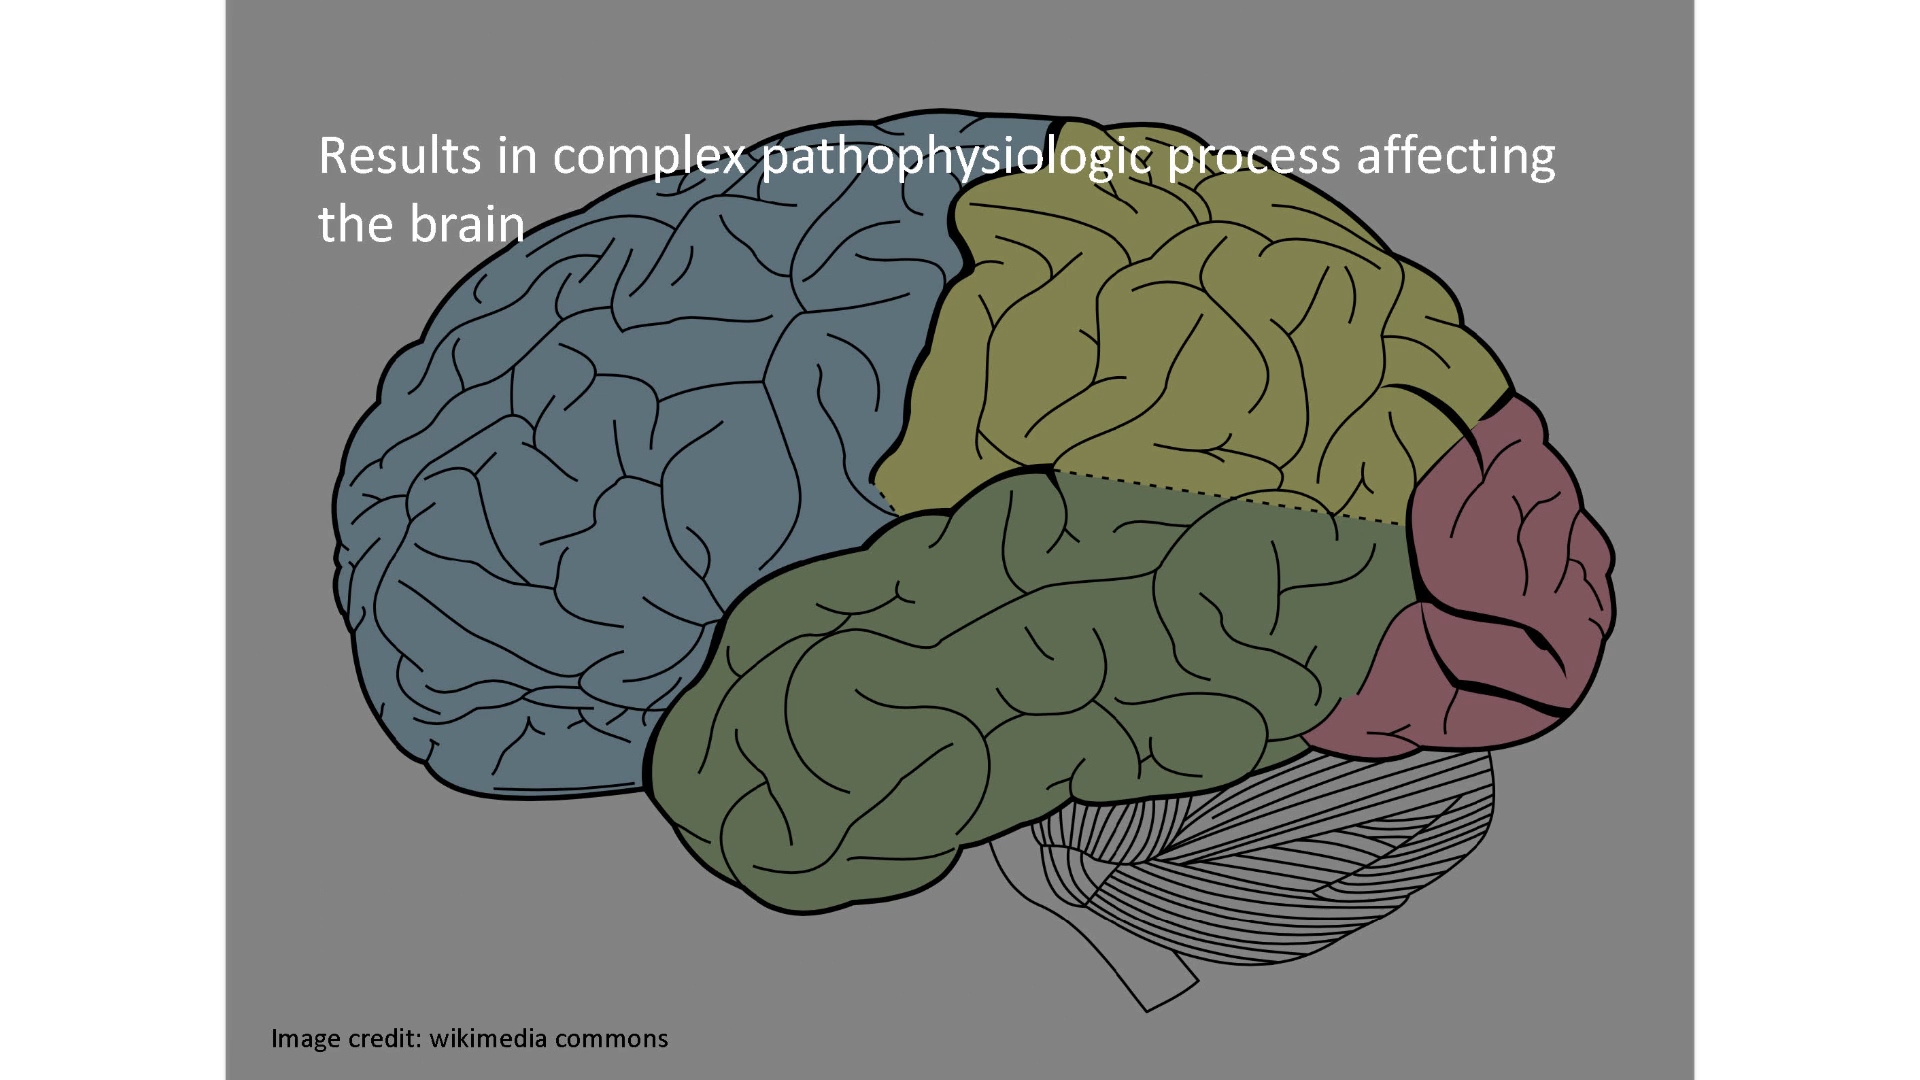 Results in complex pathophysiologic process affecting
the brain
Image credit: wikimedia commons